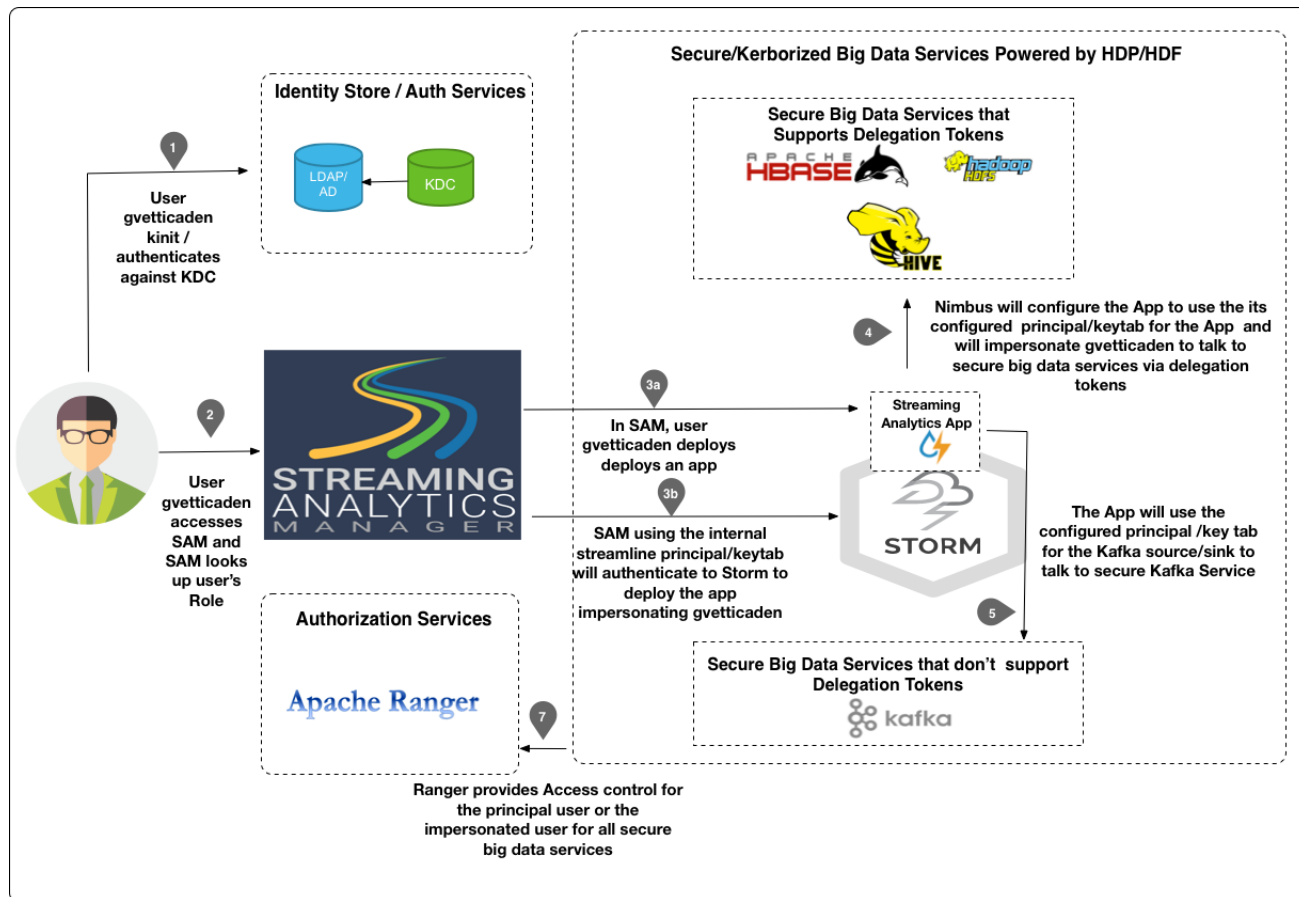 Secure/Kerborized Big Data Services Powered by HDP/HDF
Identity Store / Auth Services
LDAP/
AD
KDC
1
User
gvetticaden
kinit /
authenticates
against KDC
Secure Big Data Services that
Supports Delegation Tokens
APACHE
HBASE
hadoop
HDFS
HIVE
4
Nimbus will configure the App to use the its
configured principal/keytab for the App and
will impersonate gvetticaden to talk to
secure big data services via delegation
tokens
2
User
gvetticaden
accesses
SAM and
SAM looks
up user's
Role
STREAMING
ANALYTICS
MANAGER
3a
In SAM, user
gvetticaden deploys
deploys an app
3b
SAM using the internal
streamline principal/keytab
will authenticate to Storm to
deploy the app
impersonating gvetticaden
Streaming
Analytics App
STORM
The App will use the
configured principal /key tab
for the Kafka source/sink to
talk to secure Kafka Service
5
Authorization Services
Apache Ranger
7
Secure Big Data Services that don't support
Delegation Tokens
kafka
Ranger provides Access control for
the principal user or the
impersonated user for all secure
big data services